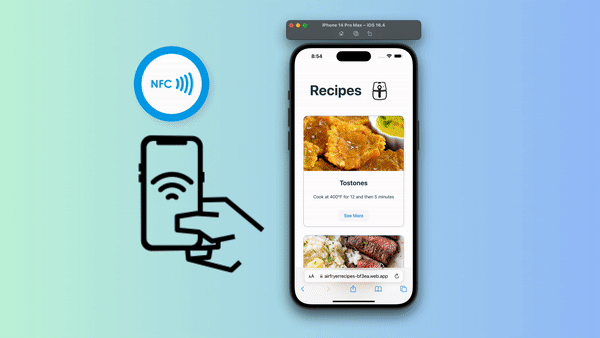 iPhone 14 Pro Max – iOS 16.4
NFC
8:54
Recipes
Tostones
Cook at 400°F for 12 and then 5 minutes
See More
AA airfryerrecipes-bf3ea.web.app